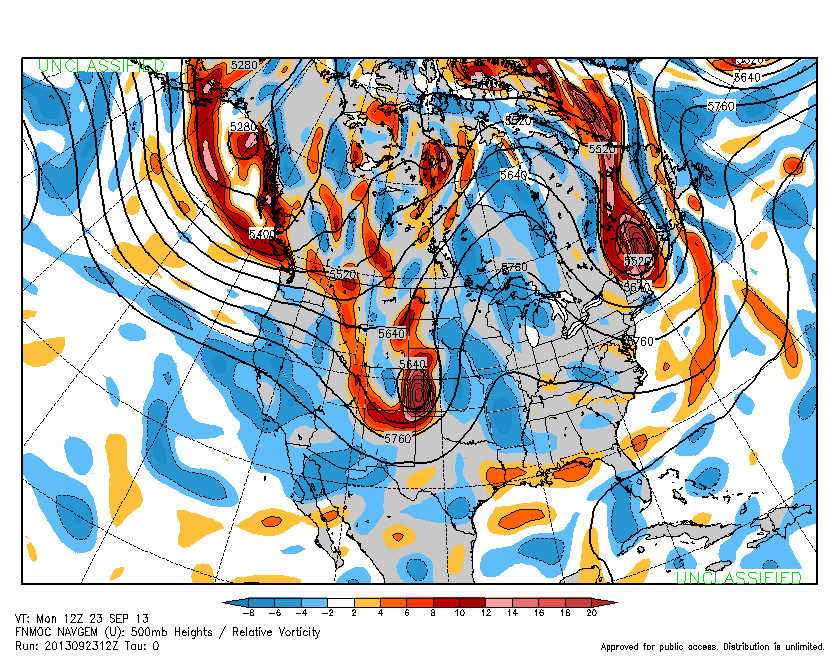 UNCLASSIFIED
5280
5640
5760
5280
5520
5520
5640
5400
5760
5520
5520
5640
5640
5760
5640
5760
UNCLASSIFIED
-8 -6 -4 -2 2 4 6 8 10 12 14 16 18 20
VT: Mon 12Z 23 SEP 13
FNMOC NAVGEM (U): 500mb Heights / Relative Vorticity
Run: 2013092312Z Tau: 0
Approved for public access. Distribution is unlimited.